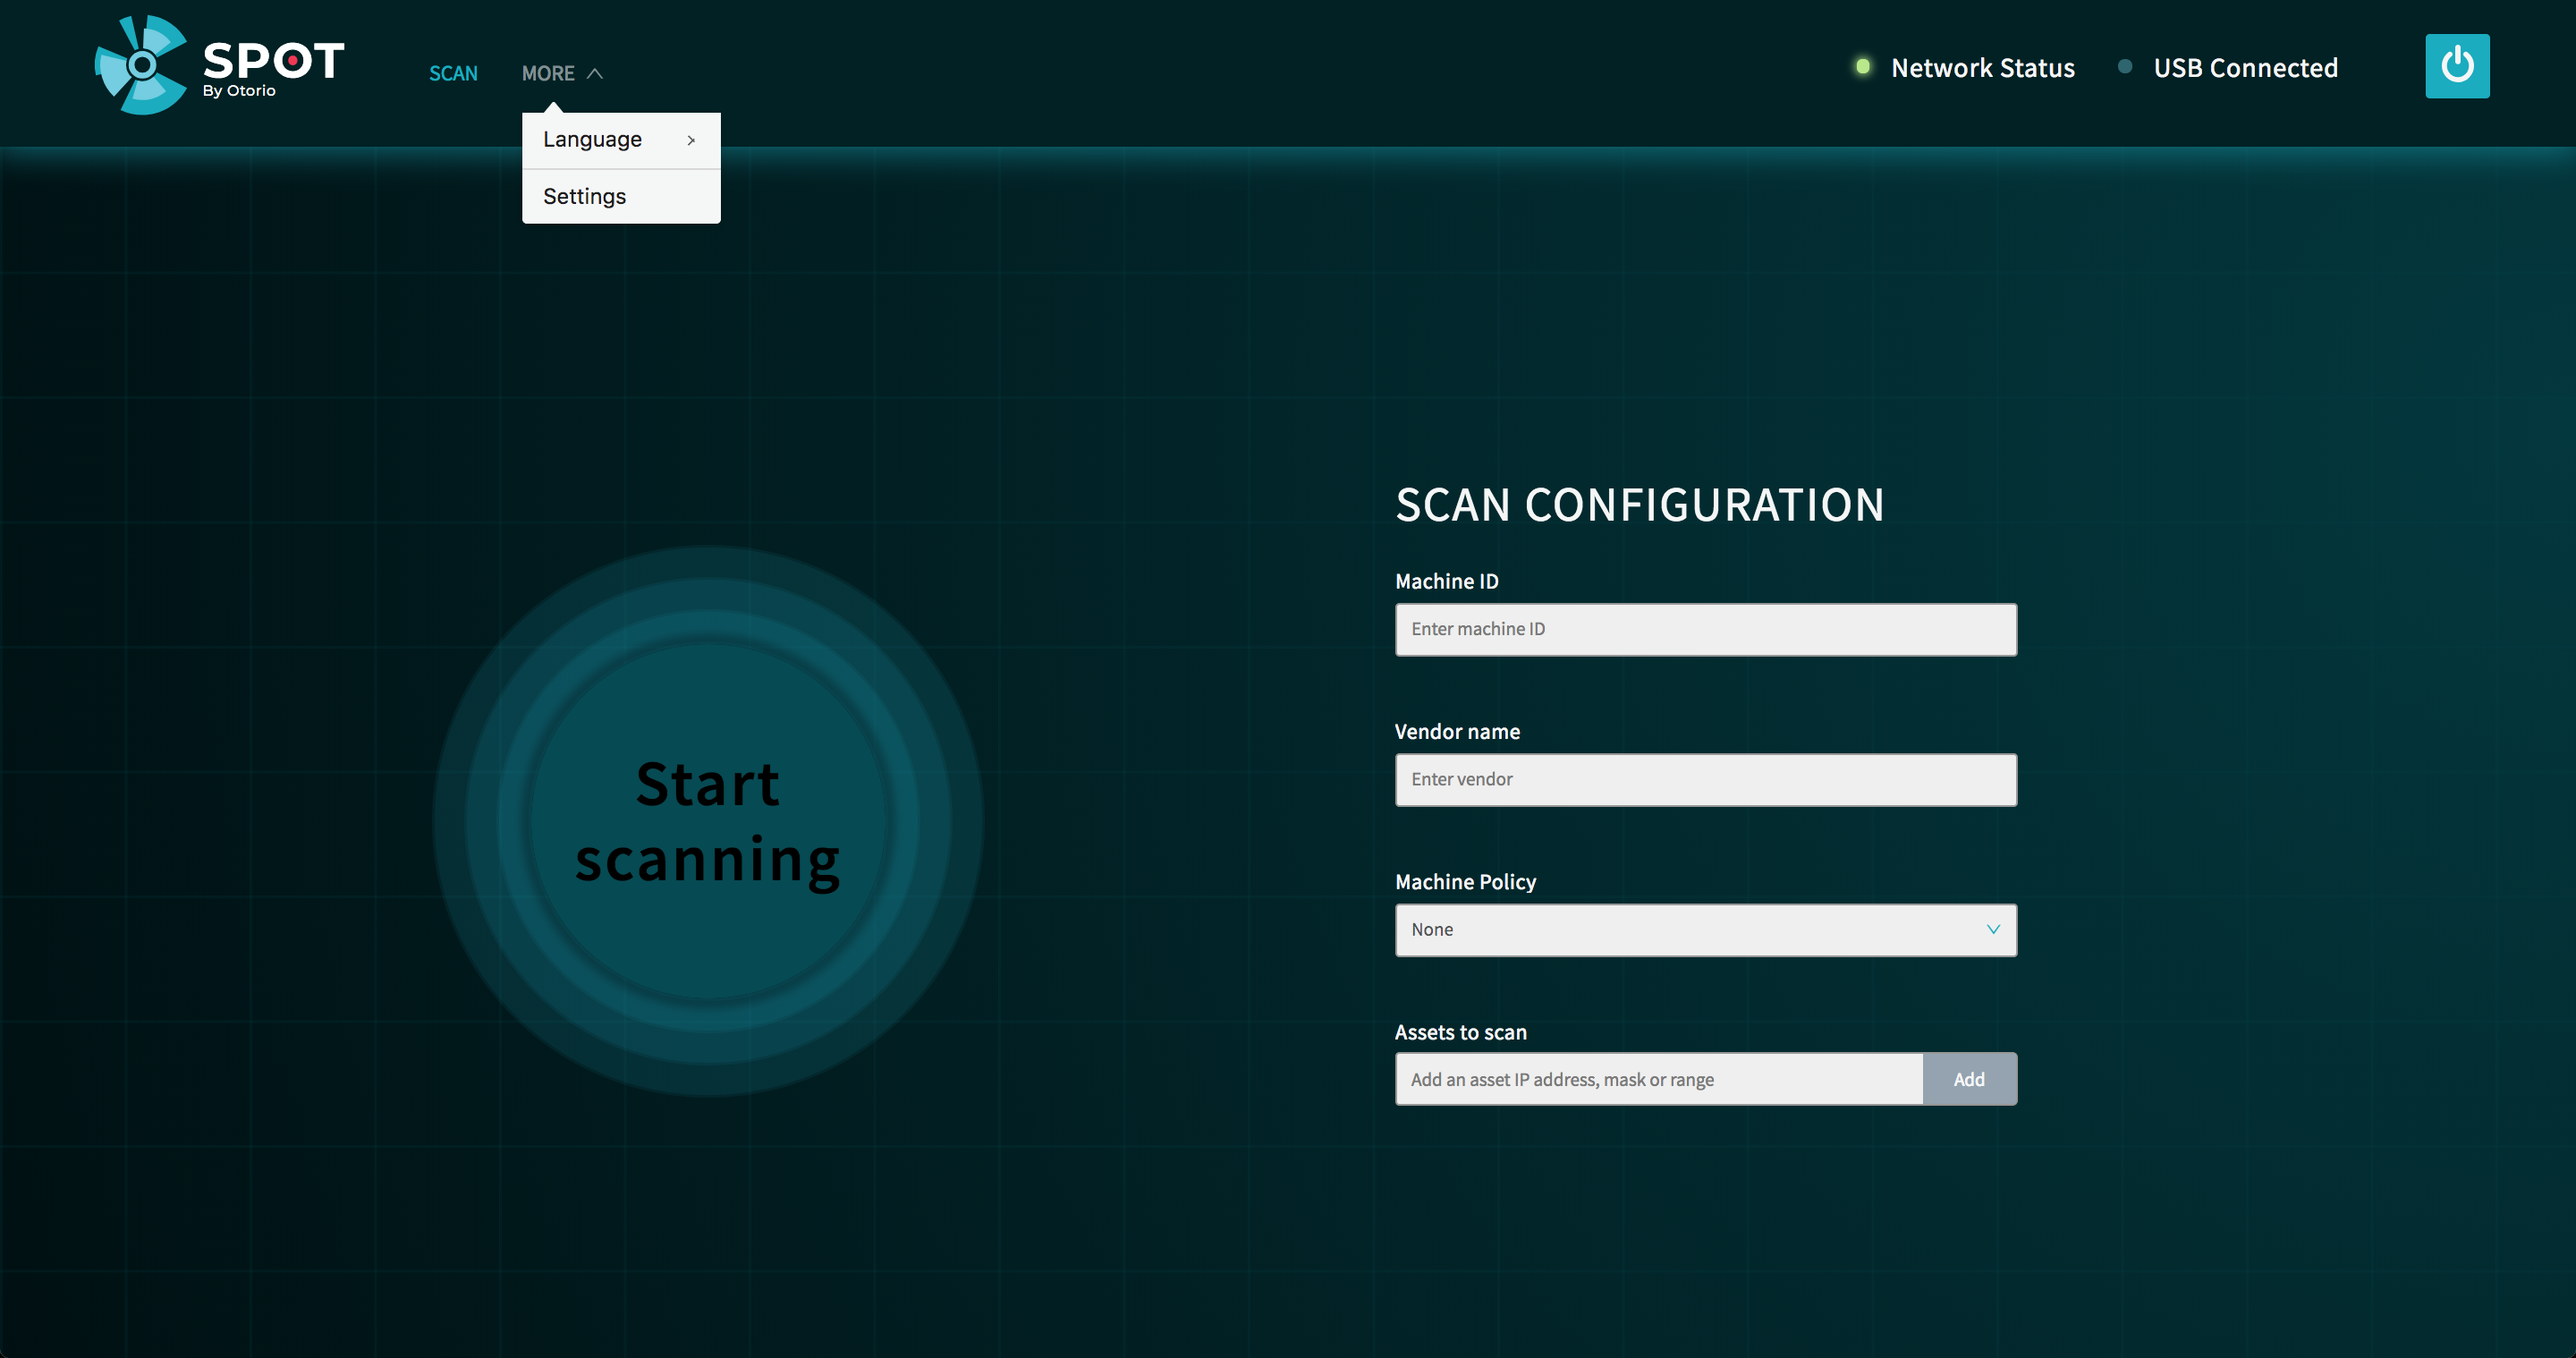 SPOT
By Otorio
SCAN
MORE
Network Status
USB Connected
Language
Settings
Start
scanning
SCAN CONFIGURATION
Machine ID
Enter machine ID
Vendor name
Enter vendor
Machine Policy
None
Assets to scan
Add an asset IP address, mask or range
Add